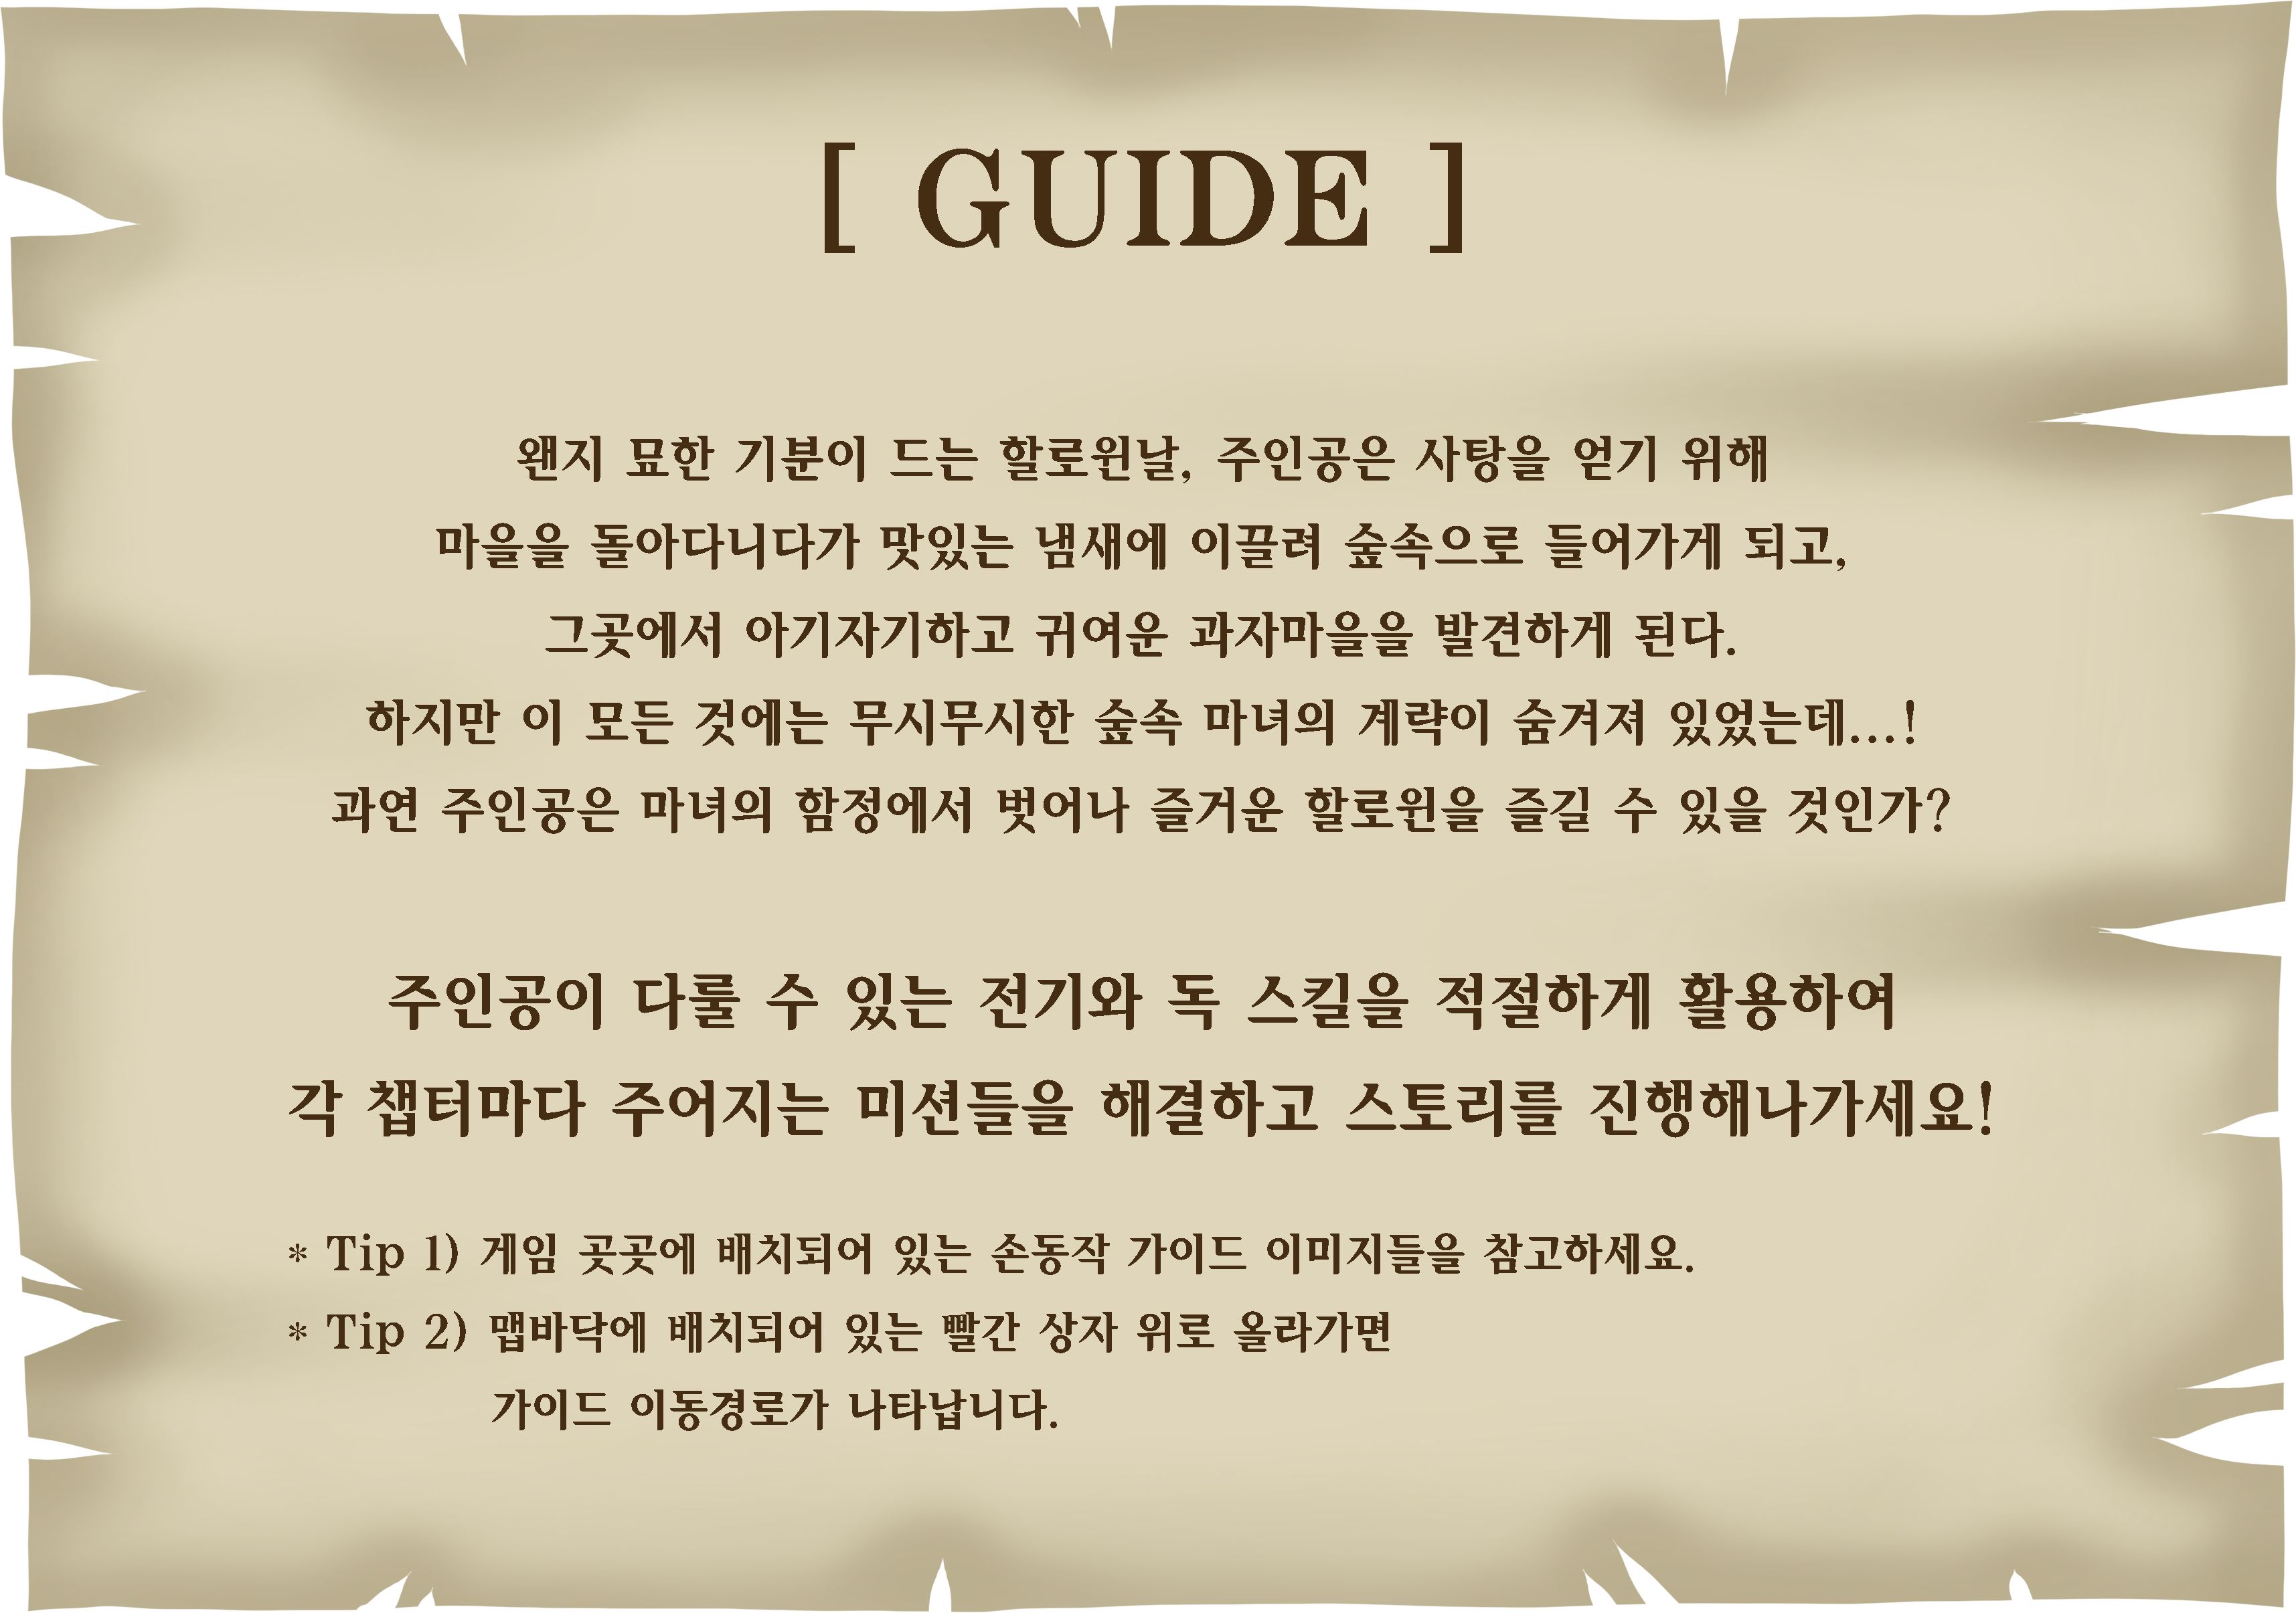 [ GUIDE ]
왠지 묘한 기분이 드는 할로윈날, 주인공은 사탕을 얻기 위해
마을을 돌아다니다가 맛있는 냄새에 이끌려 숲속으로 들어가게 되고,
그곳에서 아기자기하고 귀여운 과자마을을 발견하게 된다.
하지만 이 모든 것에는 무시무시한 숲속 마녀의 계략이 숨겨져 있었는데...!
과연 주인공은 마녀의 함정에서 벗어나 즐거운 할로윈을 즐길 수 있을 것인가?
주인공이 다룰 수 있는 전기와 독 스킬을 적절하게 활용하여
각 챕터마다 주어지는 미션들을 해결하고 스토리를 진행해나가세요!
* Tip 1) 게임 곳곳에 배치되어 있는 손동작 가이드 이미지들을 참고하세요.
* Tip 2) 맵바닥에 배치되어 있는 빨간 상자 위로 올라가면
가이드 이동경로가 나타납니다.